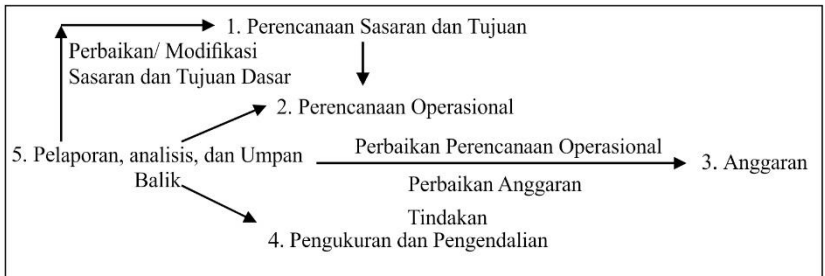 1. Perencanaan Sasaran dan Tujuan
Perbaikan/ Modifikasi
Sasaran dan Tujuan Dasar
2. Perencanaan Operasional
Perbaikan Perencanaan Operasional
5. Pelaporan, analisis, dan Umpan
Balik
3. Anggaran
Perbaikan Anggaran
Tindakan
4. Pengukuran dan Pengendalian